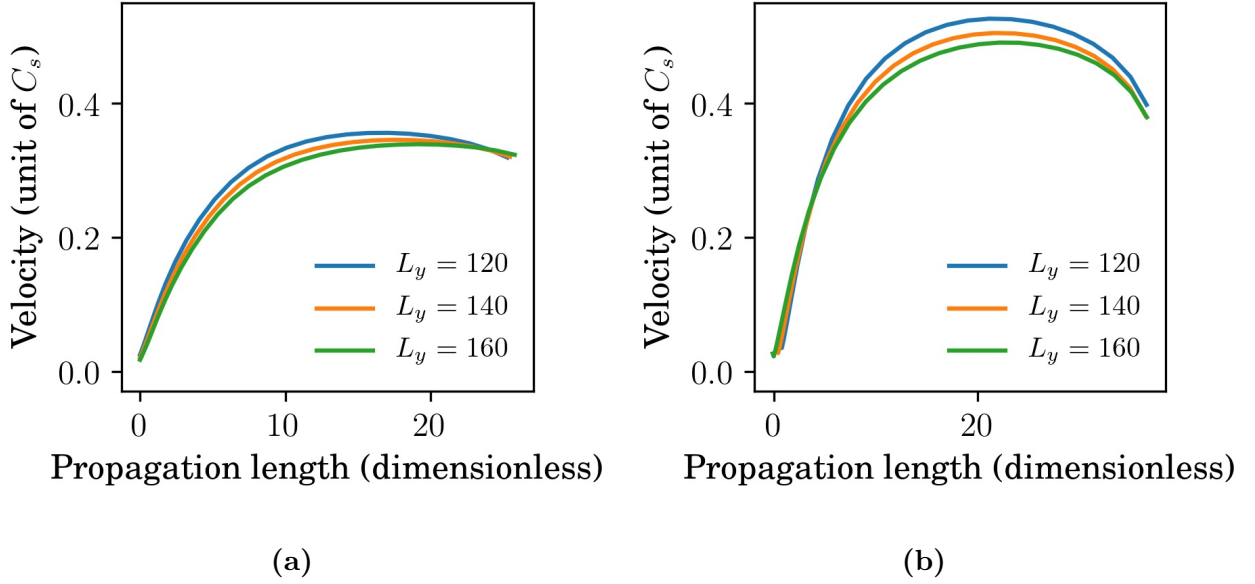 Velocity (unit of $C_s$)
0.4
0.2
0.0
$L_y = 120$
$L_y = 140$
$L_y = 160$
0 10 20
Propagation length (dimensionless)
(a)
Velocity (unit of $C_s$)
0.4
0.2
0.0
$L_y = 120$
$L_y = 140$
$L_y = 160$
0 20
Propagation length (dimensionless)
(b)